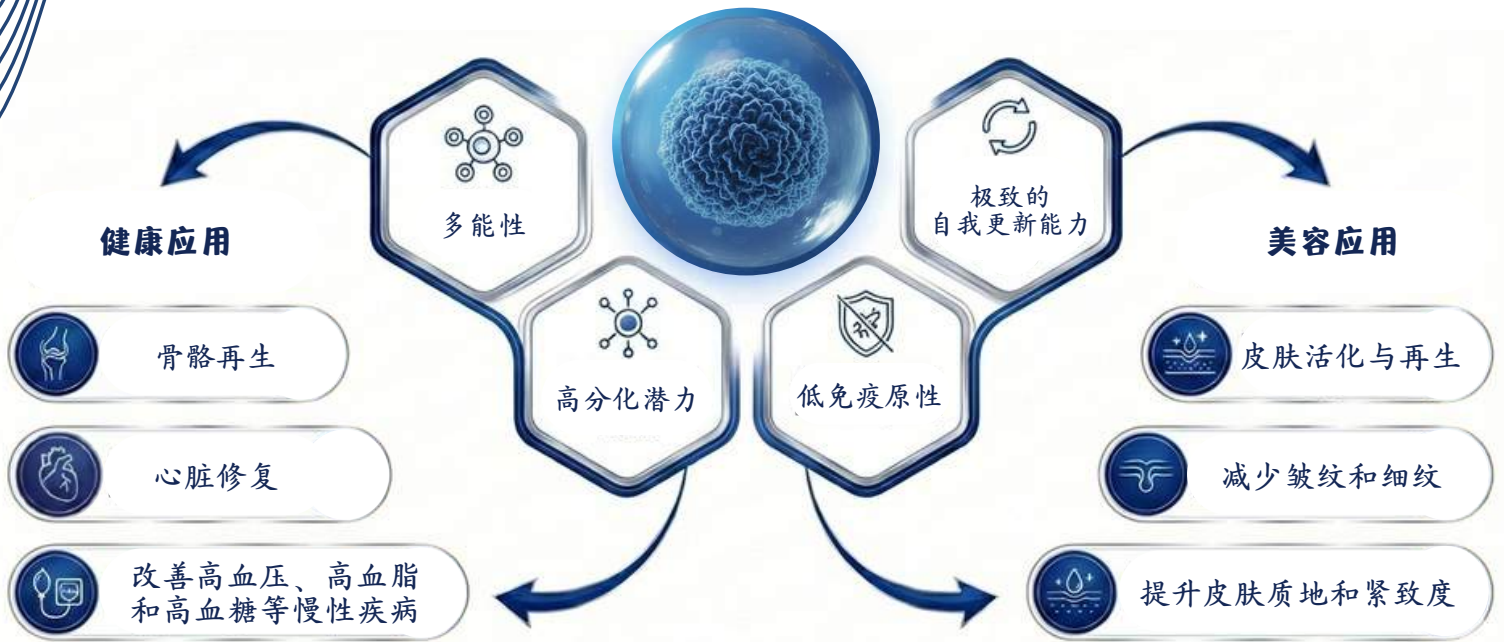 多能性
极致的
自我更新能力
高分化潜力
低免疫原性
健康应用
骨骼再生
心脏修复
改善高血压、高血脂
和高血糖等慢性疾病
美容应用
皮肤活化与再生
减少皱纹和细纹
提升皮肤质地和紧致度